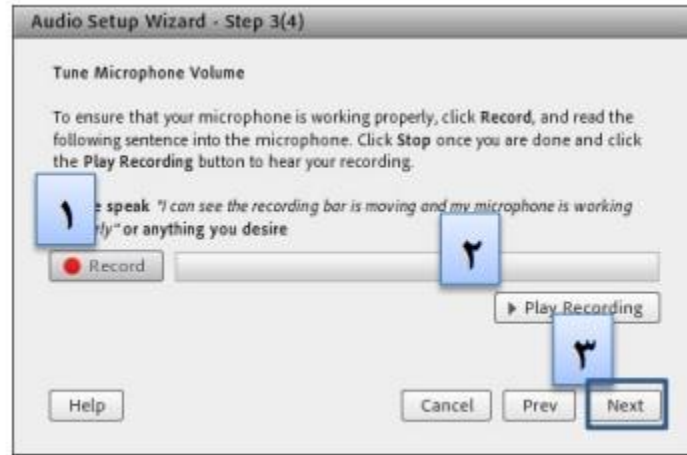 Audio Setup Wizard - Step 3(4)
Tune Microphone Volume
To ensure that your microphone is working properly, click Record, and read the
following sentence into the microphone. Click Stop once you are done and click
the Play Recording button to hear your recording.
۱
speak "I can see the recording bar is moving and my microphone is working
or anything you desire
۲
Record
Play Recording
۳
Help
Cancel
Prev
Next